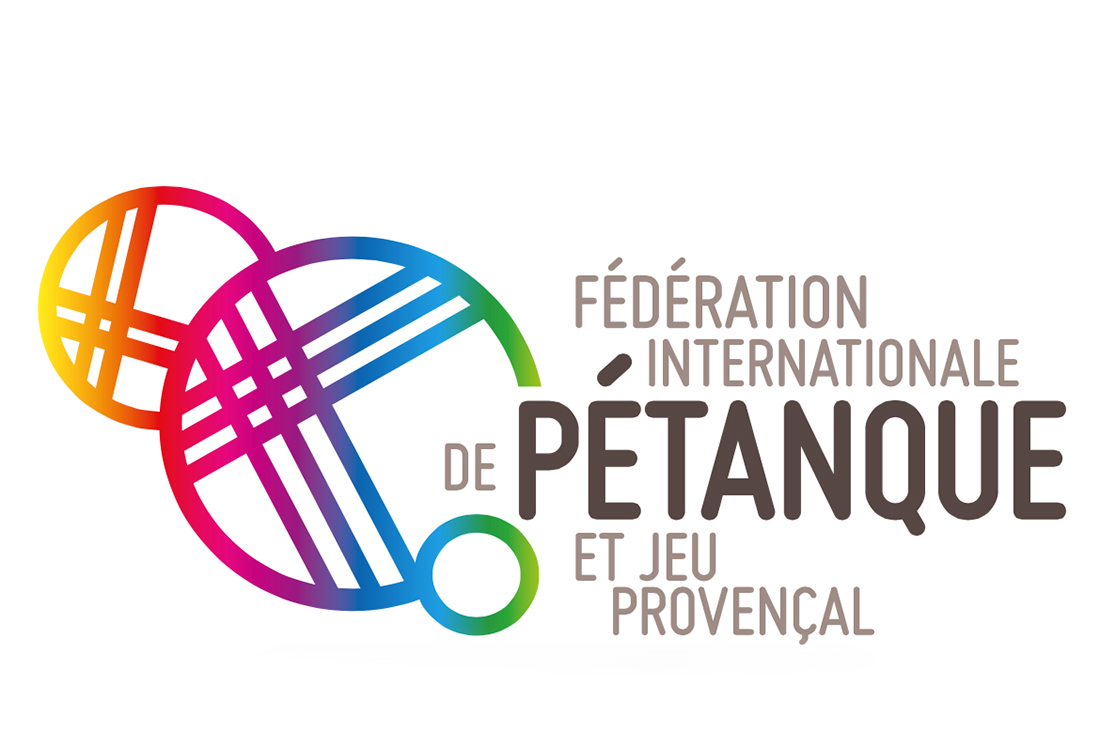 FÉDÉRATION
INTERNATIONALE
DE PÉTANQUE
ET JEU
PROVENÇAL